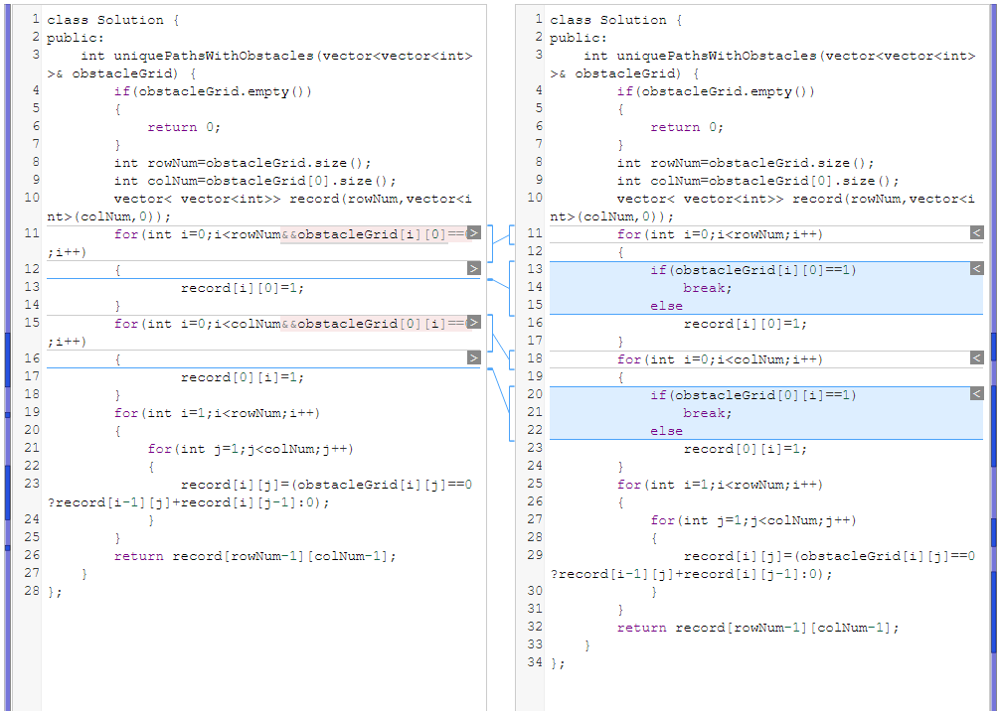 1 class Solution {
2 public:
3 int uniquePathsWithObstacles(vector<vector<int>
>& obstacleGrid) {
4 if(obstacleGrid.empty())
5 {
6 return 0;
7 }
8 int rowNum=obstacleGrid.size();
9 int colNum=obstacleGrid[0].size();
10 vector< vector<int>> record(rowNum,vector<i
nt>(colNum,0));
11 for(int i=0;i<rowNum&&obstacleGrid[i][0]== >
;i++)
12 { >
13 record[i][0]=1;
14 }
15 for(int i=0;i<colNum&&obstacleGrid[0][i]== >
;i++)
16 { >
17 record[0][i]=1;
18 }
19 for(int i=1;i<rowNum;i++)
20 {
21 for(int j=1;j<colNum;j++)
22 {
23 record[i][j]=(obstacleGrid[i][j]==0
?record[i-1][j]+record[i][j-1]:0);
24 }
25 }
26 return record[rowNum-1][colNum-1];
27 }
28 };
1 class Solution {
2 public:
3 int uniquePathsWithObstacles(vector<vector<int>
>& obstacleGrid) {
4 if(obstacleGrid.empty())
5 {
6 return 0;
7 }
8 int rowNum=obstacleGrid.size();
9 int colNum=obstacleGrid[0].size();
10 vector< vector<int>> record(rowNum,vector<i
nt>(colNum,0));
11 for(int i=0;i<rowNum;i++) <
12 {
13 if(obstacleGrid[i][0]==1) <
14 break;
15 else
16 record[i][0]=1;
17 }
18 for(int i=0;i<colNum;i++) <
19 {
20 if(obstacleGrid[0][i]==1) <
21 break;
22 else
23 record[0][i]=1;
24 }
25 for(int i=1;i<rowNum;i++)
26 {
27 for(int j=1;j<colNum;j++)
28 {
29 record[i][j]=(obstacleGrid[i][j]==0
?record[i-1][j]+record[i][j-1]:0);
30 }
31 }
32 return record[rowNum-1][colNum-1];
33 }
34 };